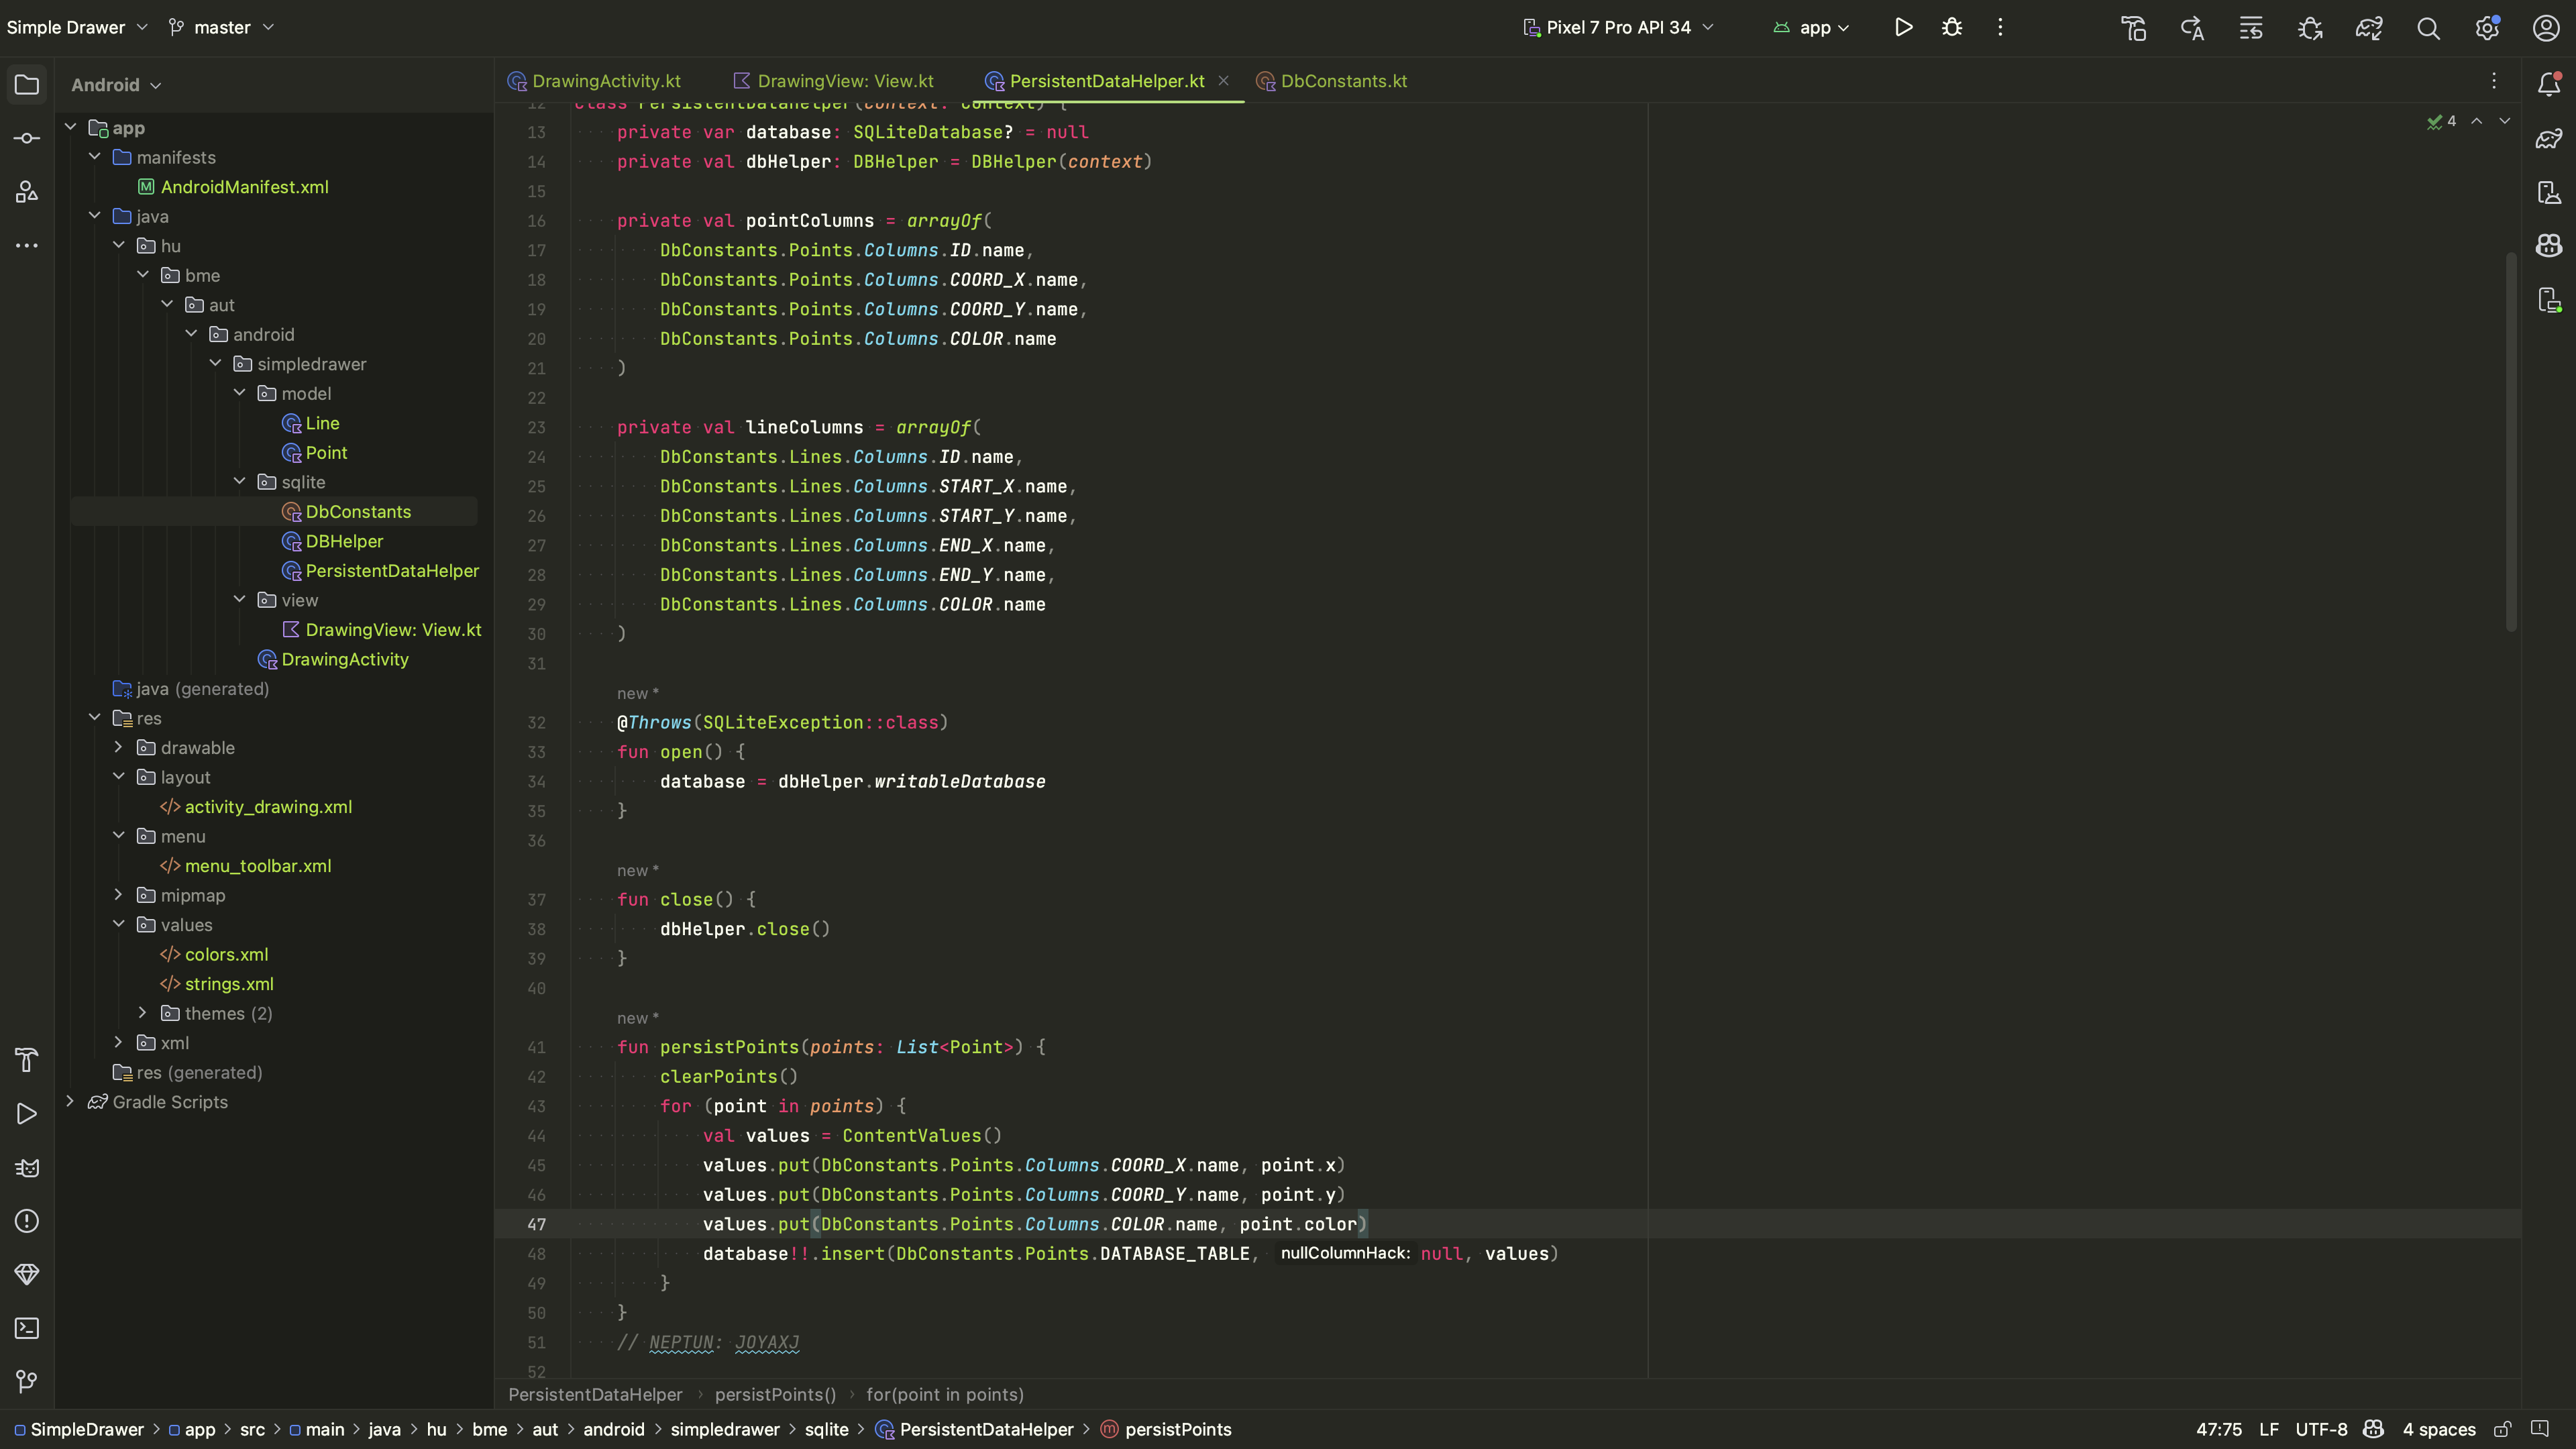 Simple Drawer master Pixel 7 Pro API 34 app
Android
app
manifests
AndroidManifest.xml
java
hu
bme
aut
android
simpledrawer
model
Line
Point
sqlite
DbConstants
DBHelper
PersistentDataHelper
view
DrawingView: View.kt
DrawingActivity
java (generated)
res
drawable
layout
activity_drawing.xml
menu
menu_toolbar.xml
mipmap
values
colors.xml
strings.xml
themes (2)
xml
res (generated)
Gradle Scripts
DrawingActivity.kt DrawingView: View.kt PersistentDataHelper.kt DbConstants.kt
4
12 class PersistentDataHelper(context: Context) {
13 private var database: SQLiteDatabase? = null
14 private val dbHelper: DBHelper = DBHelper(context)
15
16 private val pointColumns = arrayOf(
17 DbConstants.Points.Columns.ID.name,
18 DbConstants.Points.Columns.COORD_X.name,
19 DbConstants.Points.Columns.COORD_Y.name,
20 DbConstants.Points.Columns.COLOR.name
21 )
22
23 private val lineColumns = arrayOf(
24 DbConstants.Lines.Columns.ID.name,
25 DbConstants.Lines.Columns.START_X.name,
26 DbConstants.Lines.Columns.START_Y.name,
27 DbConstants.Lines.Columns.END_X.name,
28 DbConstants.Lines.Columns.END_Y.name,
29 DbConstants.Lines.Columns.COLOR.name
30 )
31
new *
32 @Throws(SQLiteException::class)
33 fun open() {
34 database = dbHelper.writableDatabase
35 }
36
new *
37 fun close() {
38 dbHelper.close()
39 }
40
new *
41 fun persistPoints(points: List<Point>) {
42 clearPoints()
43 for (point in points) {
44 val values = ContentValues()
45 values.put(DbConstants.Points.Columns.COORD_X.name, point.x)
46 values.put(DbConstants.Points.Columns.COORD_Y.name, point.y)
47 values.put(DbConstants.Points.Columns.COLOR.name, point.color)
48 database!!.insert(DbConstants.Points.DATABASE_TABLE, nullColumnHack: null, values)
49 }
50 }
51 // NEPTUN: JOYAXJ
52
PersistentDataHelper › persistPoints() › for(point in points)
SimpleDrawer > app > src > main > java > hu > bme > aut > android > simpledrawer > sqlite > PersistentDataHelper > persistPoints 47:75 LF UTF-8 4 spaces